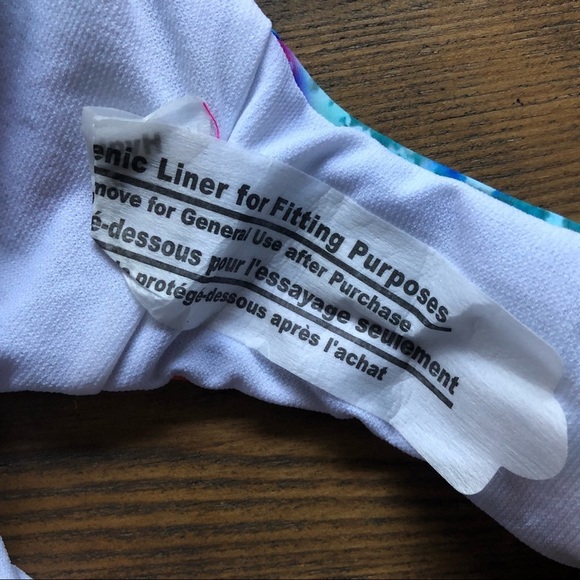 enic Liner for Fitting Purposes
move for General Use after Purchase
é-dessous pour l'essayage seulement
protégé-dessous après l'achat